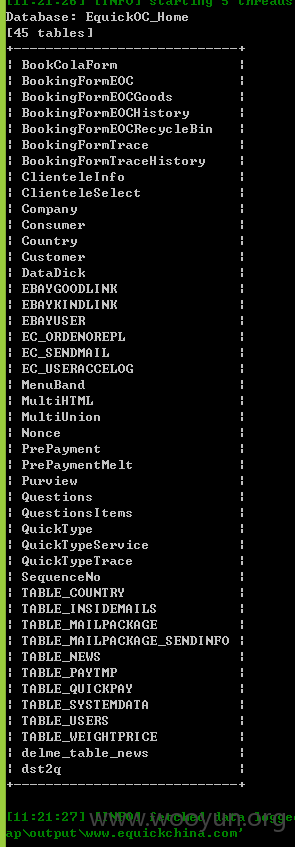 [11:21:26] [INFO] starting 5 threads
Database: EquickOC_Home
[45 tables]
+----------------------------+
| BookColaForm               |
| BookingFormEOC             |
| BookingFormEOCGoods        |
| BookingFormEOCHistory      |
| BookingFormEOCRecycleBin   |
| BookingFormTrace           |
| BookingFormTraceHistory    |
| ClienteleInfo              |
| ClienteleSelect            |
| Company                    |
| Consumer                   |
| Country                    |
| Customer                   |
| DataDick                   |
| EBAYGOODLINK               |
| EBAYKINDLINK               |
| EBAYUSER                   |
| EC_ORDENOREPL              |
| EC_SENDMAIL                |
| EC_USERACCELOG             |
| MenuBand                   |
| MultiHTML                  |
| MultiUnion                 |
| Nonce                      |
| PrePayment                 |
| PrePaymentMelt             |
| Purview                    |
| Questions                  |
| QuestionsItems             |
| QuickType                  |
| QuickTypeService           |
| QuickTypeTrace             |
| SequenceNo                 |
| TABLE_COUNTRY              |
| TABLE_INSIDEMAILS          |
| TABLE_MAILPACKAGE          |
| TABLE_MAILPACKAGE_SENDINFO |
| TABLE_NEWS                 |
| TABLE_PAYTMP               |
| TABLE_QUICKPAY             |
| TABLE_SYSTEMDATA           |
| TABLE_USERS                |
| TABLE_WEIGHTPRICE          |
| delme_table_news           |
| dst2q                      |
+----------------------------+
www.wooyun.org
[11:21:27] [INFO] fetched data logge
ap\output\www.equickchina.com'